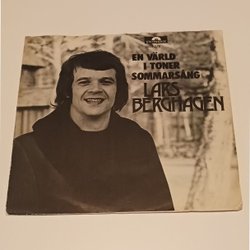 EN VÄRLD
I TONER
SOMMARSÅNG
LARS
BERGHAGEN